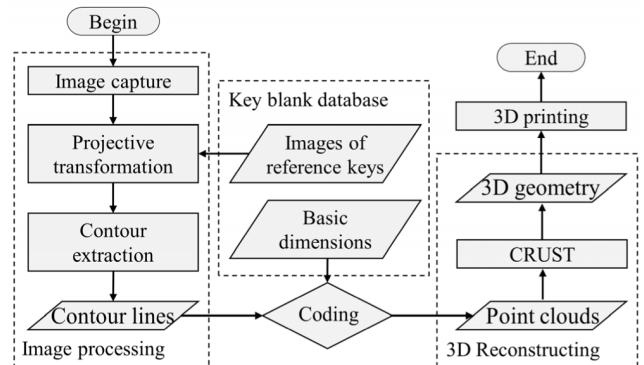 Begin
Image capture
Projective
transformation
Contour
extraction
Contour lines
Image processing
Key blank database
Images of
reference keys
Basic
dimensions
Coding
End
3D printing
3D geometry
CRUST
Point clouds
3D Reconstructing